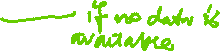 if no data is
available